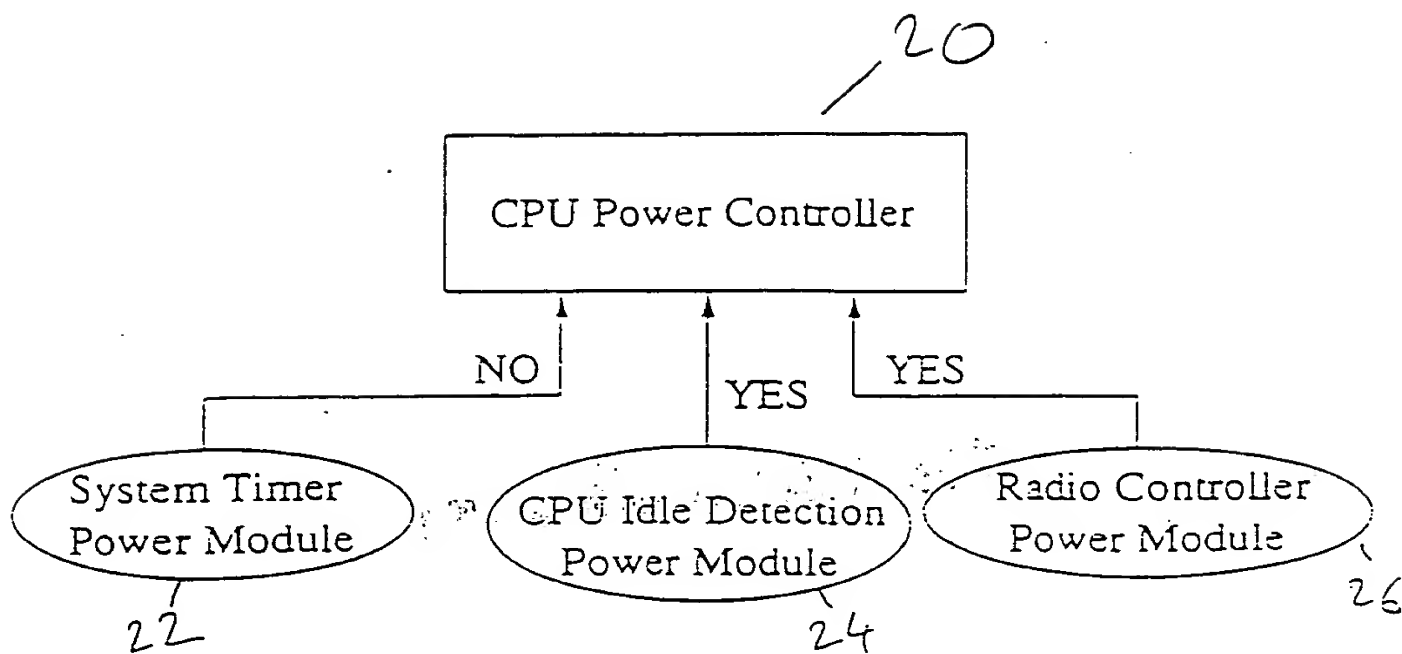 20
CPU Power Controller
NO
YES
YES
System Timer
Power Module
CPU Idle Detection
Power Module
Radio Controller
Power Module
22
24
26